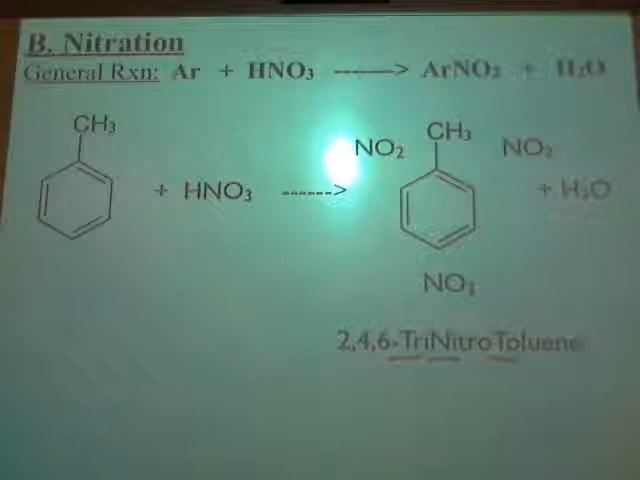 B. Nitration
General Rxn: Ar + HNO₃ ------> ArNO₂ + H₂O
CH₃
+ HNO₃ ------>
NO₂ CH₃ NO₂
+ H₂O
NO₂
2,4,6-TriNitroToluene